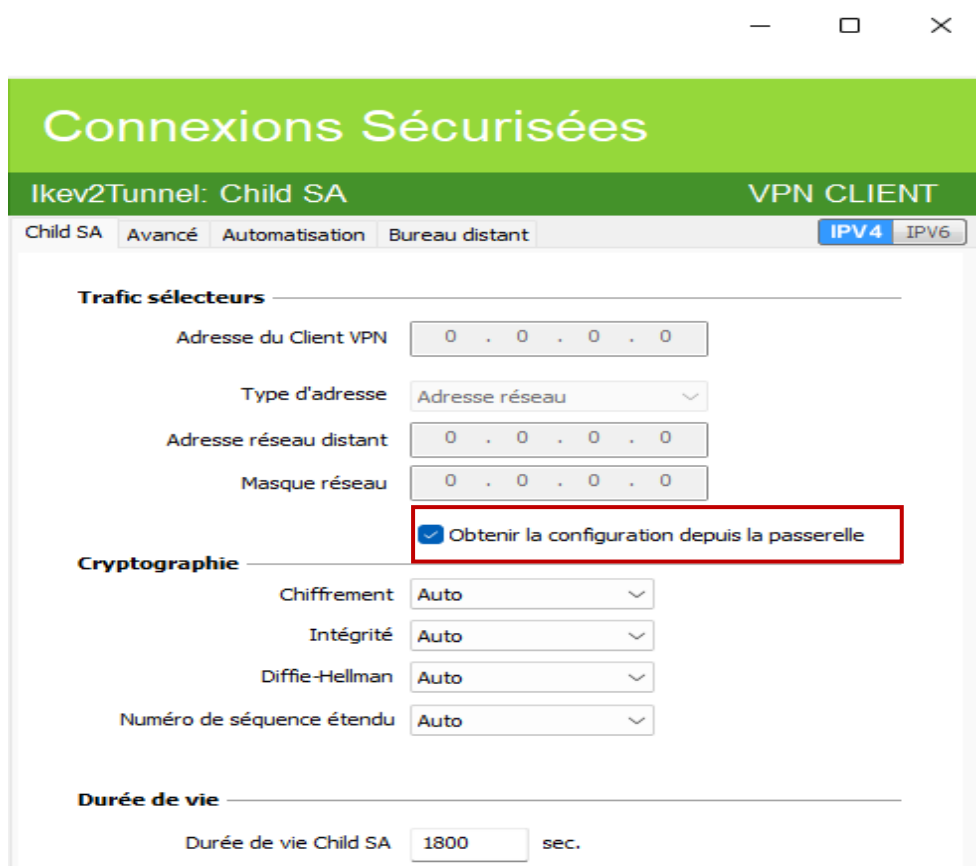 Connexions Sécurisées
Ikev2Tunnel: Child SA VPN CLIENT
Child SA Avancé Automatisation Bureau distant IPV4 IPV6
Trafic sélecteurs
Adresse du Client VPN 0 . 0 . 0 . 0
Type d'adresse Adresse réseau
Adresse réseau distant 0 . 0 . 0 . 0
Masque réseau 0 . 0 . 0 . 0
Obtenir la configuration depuis la passerelle
Cryptographie
Chiffrement Auto
Intégrité Auto
Diffie-Hellman Auto
Numéro de séquence étendu Auto
Durée de vie
Durée de vie Child SA 1800 sec.